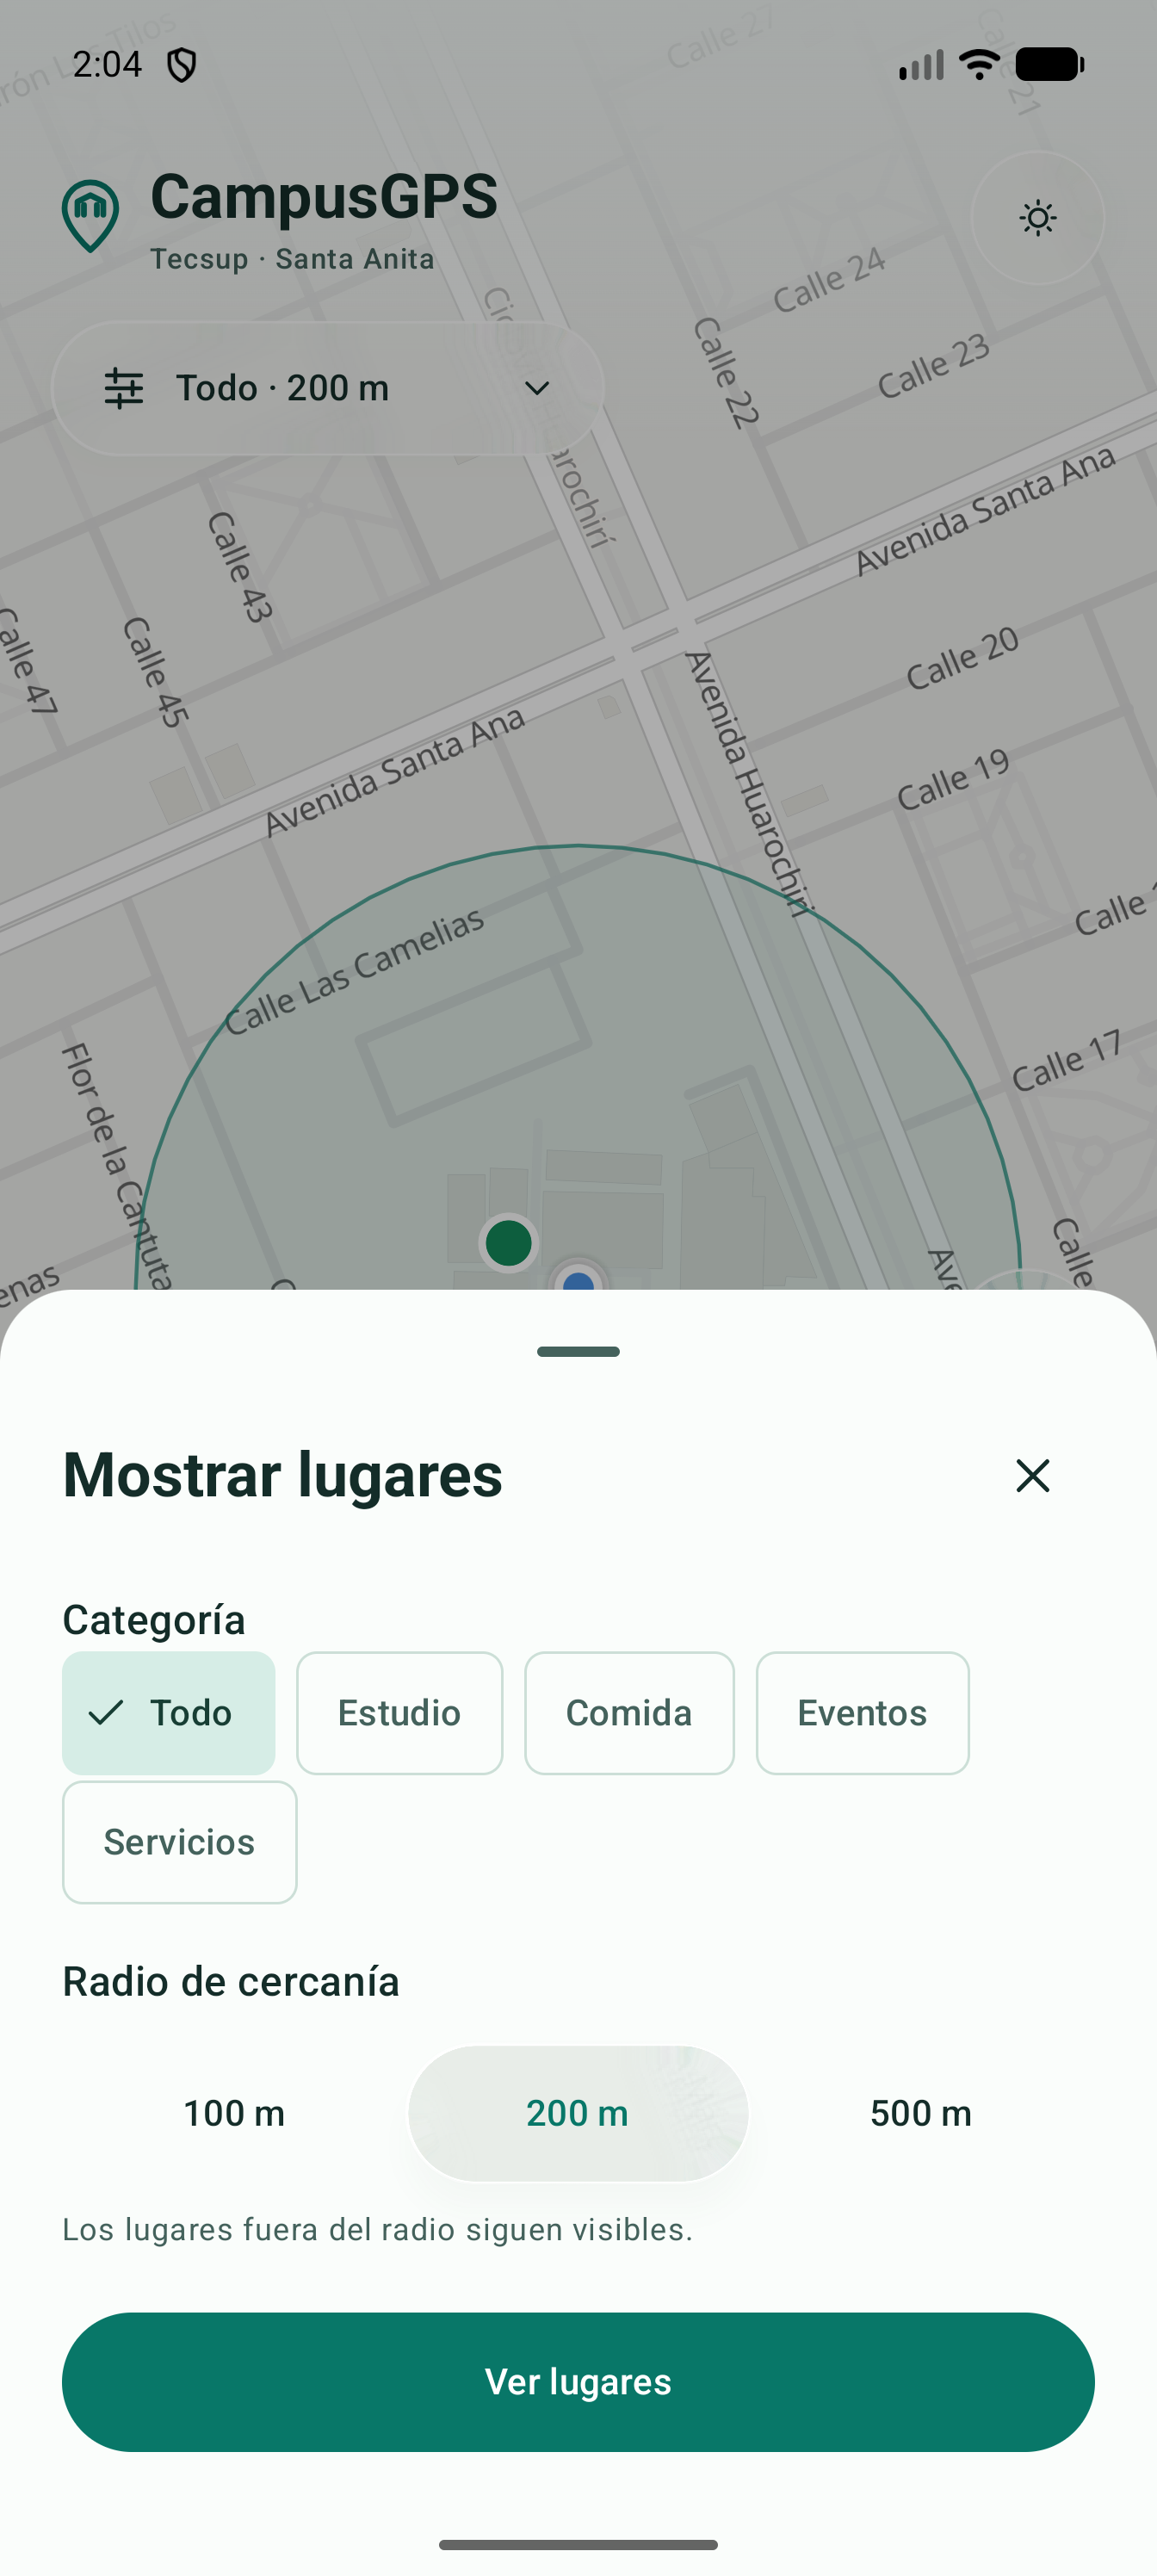 2:04
Calle 27
CampusGPS
Tecsup · Santa Anita
Calle 24
Calle 23
Calle 22
Todo · 200 m
Avenida Santa Ana
Calle 43
Calle 45
Calle 47
Calle 20
Avenida Santa Ana
Avenida Huarochirí
Calle 19
Calle Las Camelias
Calle 17
Flor de la Cantuta
Calle
Mostrar lugares
Categoría
Todo
Estudio
Comida
Eventos
Servicios
Radio de cercanía
100 m
200 m
500 m
Los lugares fuera del radio siguen visibles.
Ver lugares